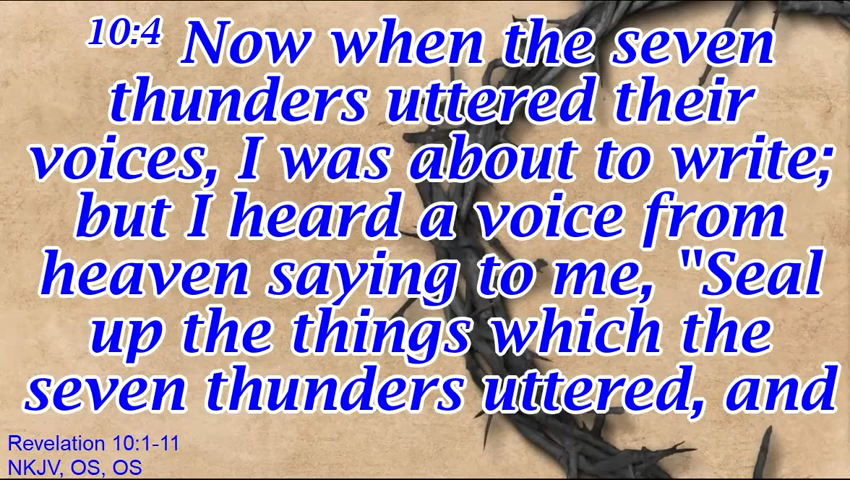 10:4 Now when the seven
thunders uttered their
voices, I was about to write;
but I heard a voice from
heaven saying to me, "Seal
up the things which the
seven thunders uttered, and
Revelation 10:1-11
NKJV, OS, OS